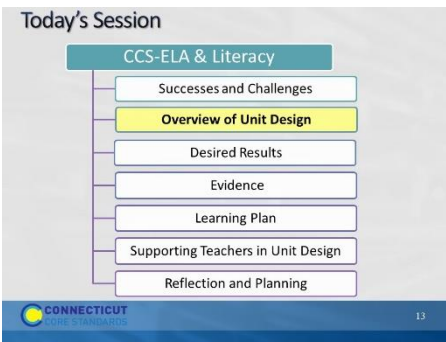 Today's Session
CCS-ELA & Literacy
Successes and Challenges
Overview of Unit Design
Desired Results
Evidence
Learning Plan
Supporting Teachers in Unit Design
Reflection and Planning
CONNECTICUT
CORE STANDARDS
13